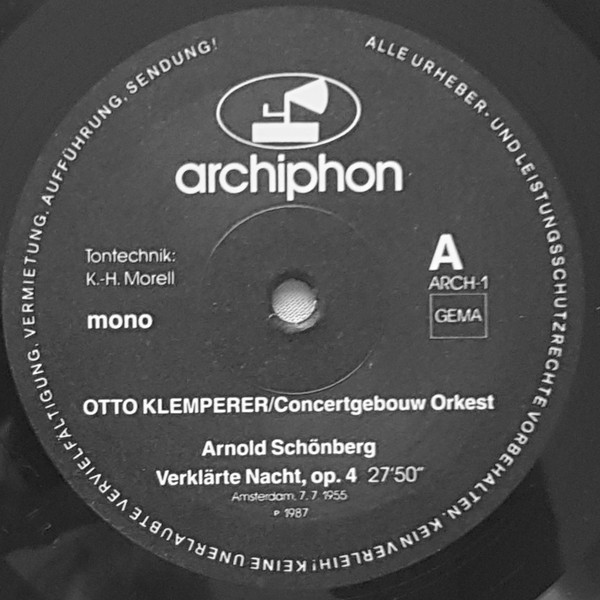 ALLE URHEBER- UND LEISTUNGSSCHUTZRECHTE VORBEHALTEN. KEIN VERLEIH! KEINE UNERLAUBTE VERVIELFÄLTIGUNG, VERMIETUNG, AUFFÜHRUNG, SENDUNG!
archiphon
Tontechnik:
K.-H. Morell
mono
A
ARCH-1
GEMA
OTTO KLEMPERER/Concertgebouw Orkest
Arnold Schönberg
Verklärte Nacht, op. 4 27'50"
Amsterdam, 7. 7. 1955
℗ 1987